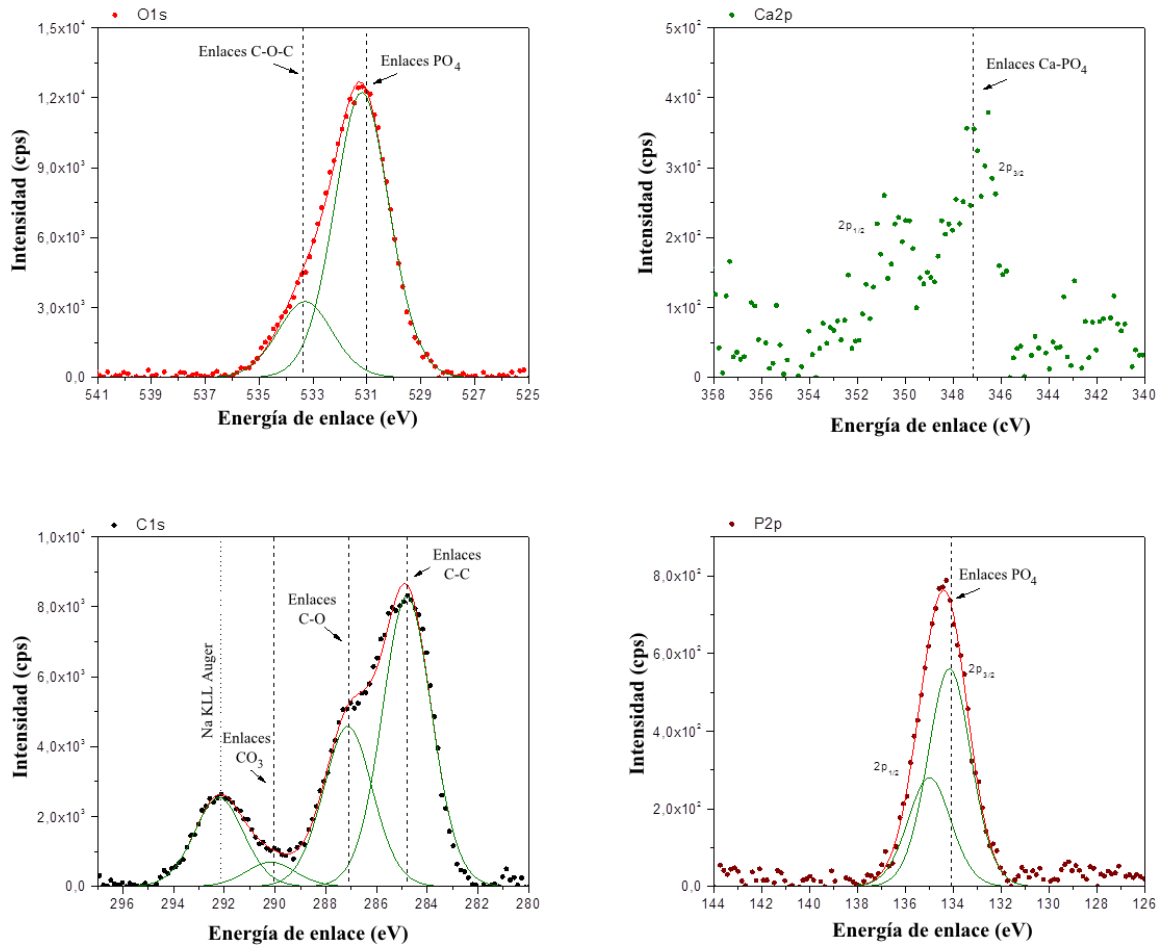 O1s
1,5x10⁴
1,2x10⁴
9,0x10³
6,0x10³
3,0x10³
0,0
Intensidad (cps)
Enlaces C-O-C
Enlaces PO₄
541 539 537 535 533 531 529 527 525
Energía de enlace (eV)
Ca2p
5x10²
4x10²
3x10²
2x10²
1x10²
0
Intensidad (cps)
Enlaces Ca-PO₄
2p₃/₂
2p₁/₂
358 356 354 352 350 348 346 344 342 340
Energía de enlace (cV)
C1s
1,0x10⁴
8,0x10³
6,0x10³
4,0x10³
2,0x10³
0,0
Intensidad (cps)
Na KLL Auger
Enlaces
CO₃
Enlaces
C-O
Enlaces
C-C
296 294 292 290 288 286 284 282 280
Energía de enlace (eV)
P2p
8,0x10²
6,0x10²
4,0x10²
2,0x10²
0,0
Intensidad (cps)
Enlaces PO₄
2p₃/₂
2p₁/₂
144 142 140 138 136 134 132 130 128 126
Energía de enlace (eV)